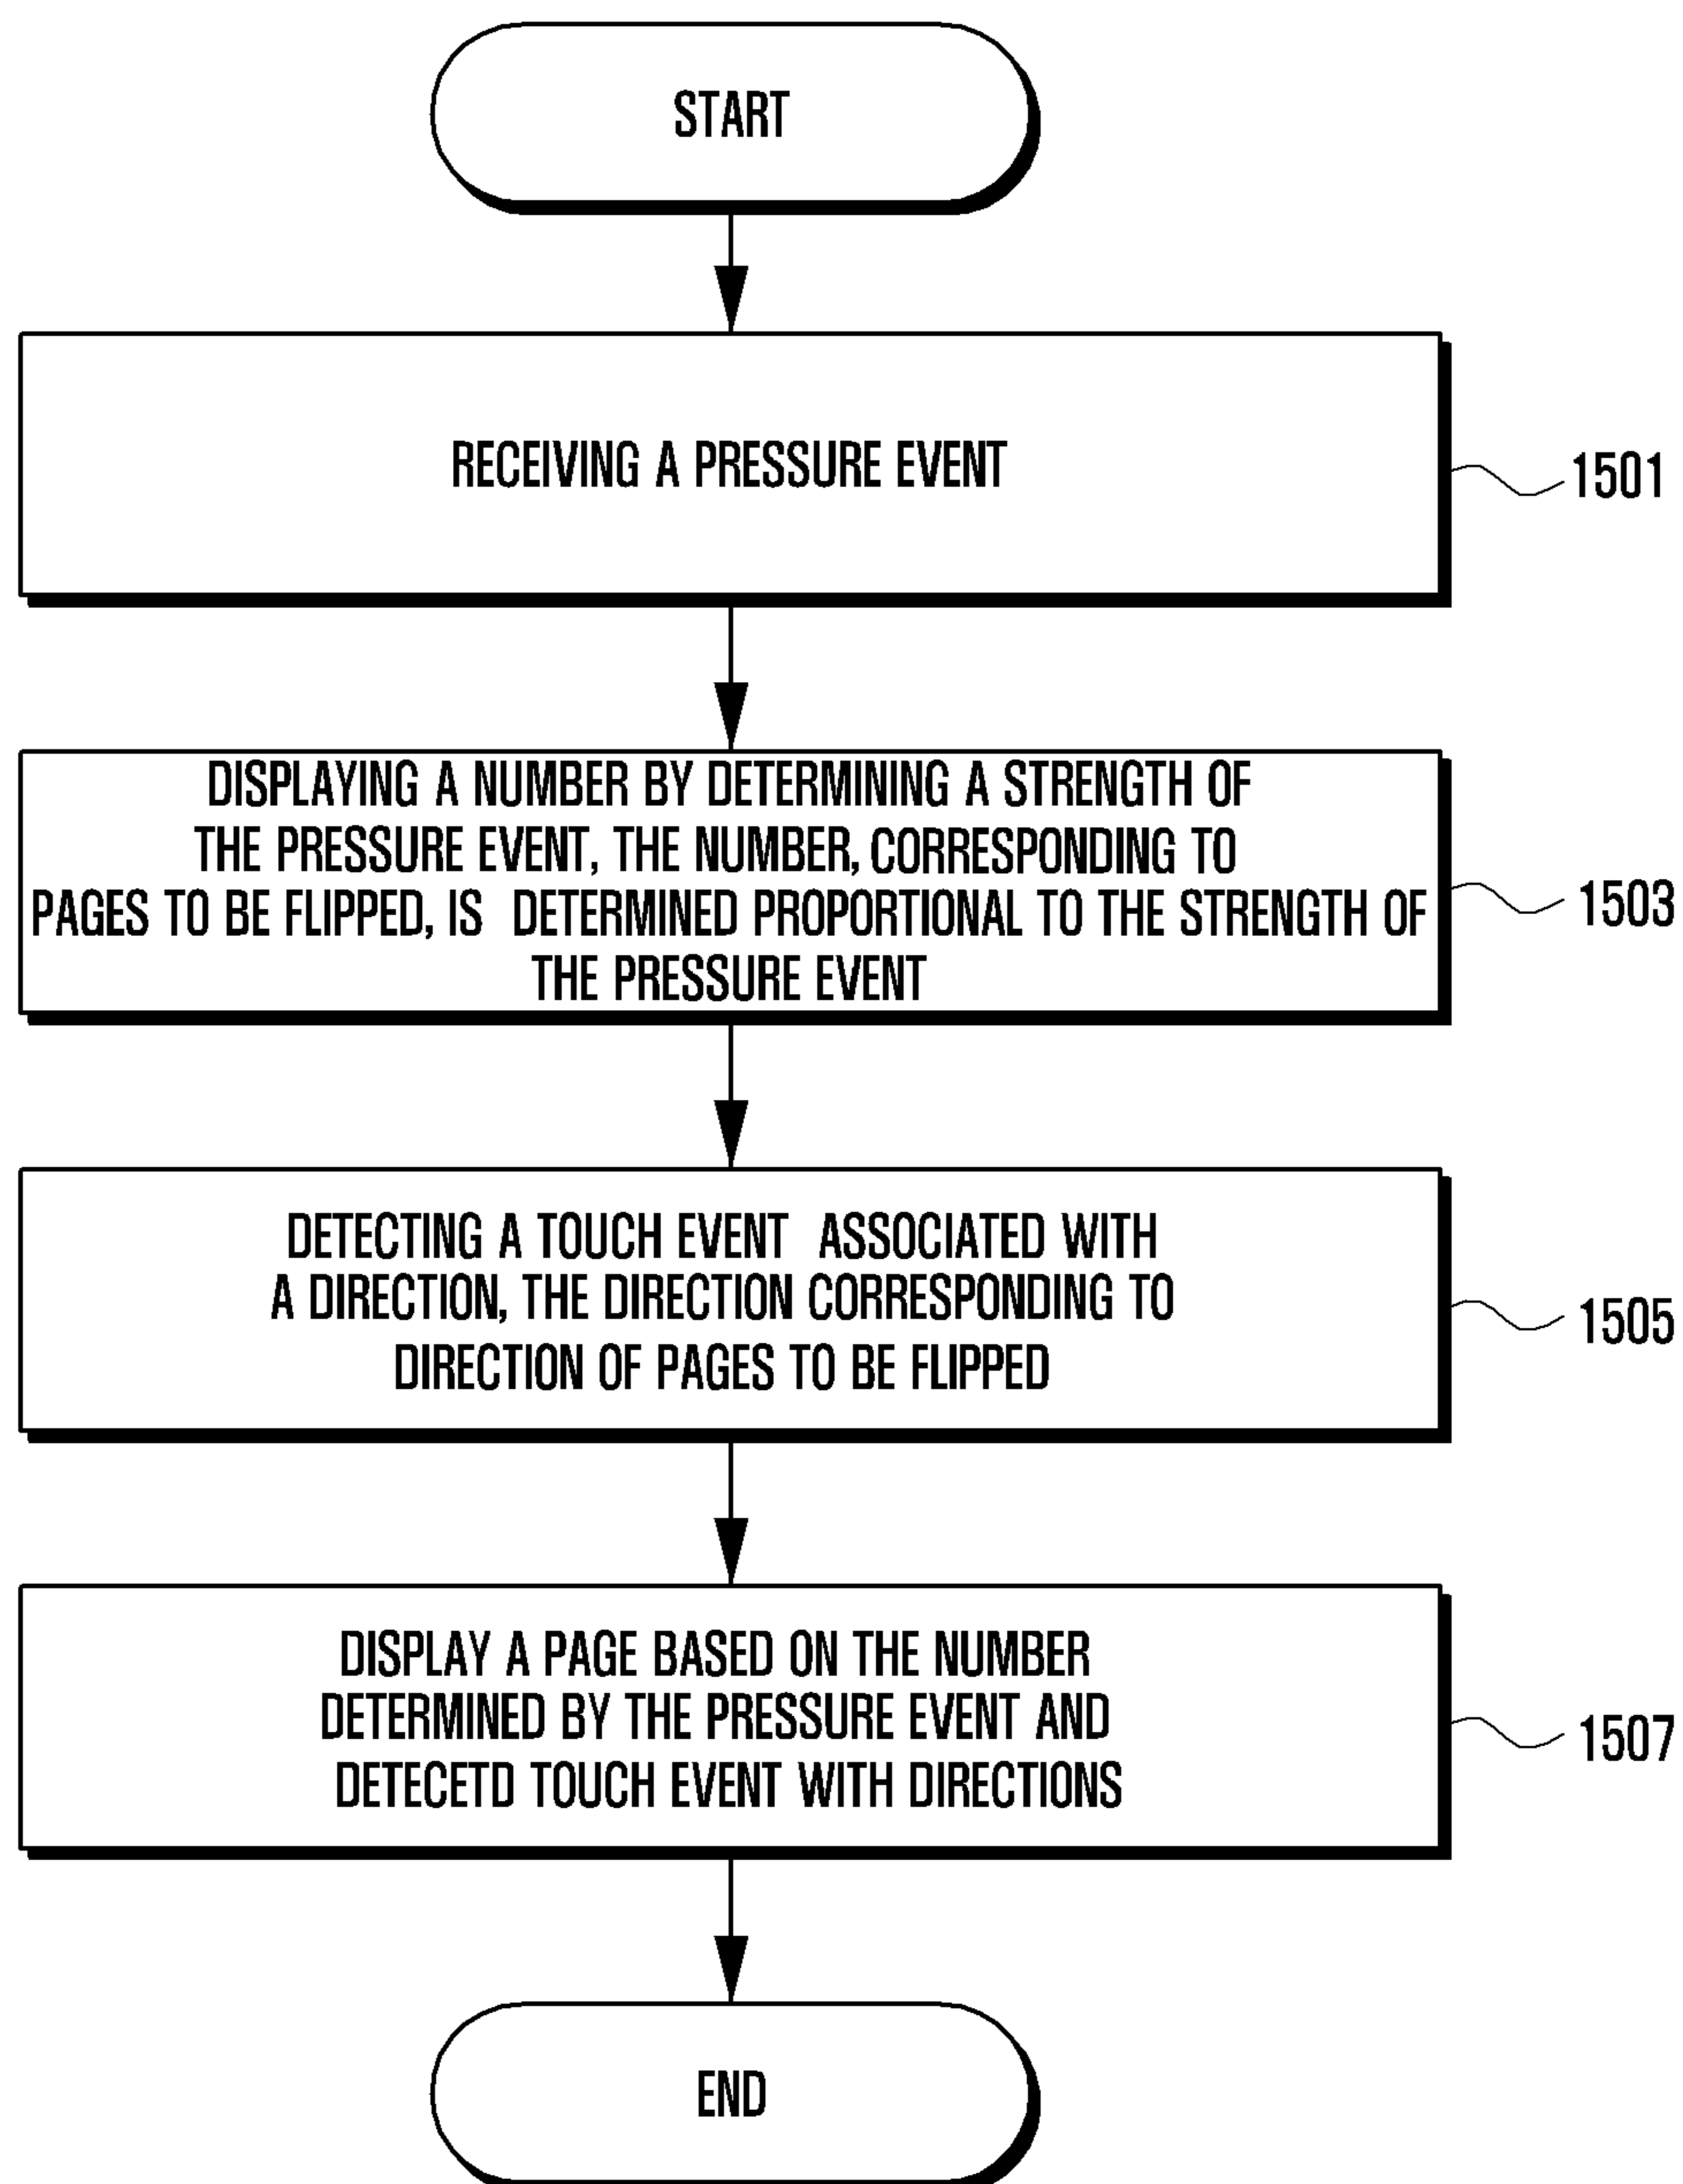 START
RECEIVING A PRESSURE EVENT
1501
DISPLAYING A NUMBER BY DETERMINING A STRENGTH OF
THE PRESSURE EVENT, THE NUMBER, CORRESPONDING TO
PAGES TO BE FLIPPED, IS DETERMINED PROPORTIONAL TO THE STRENGTH OF
THE PRESSURE EVENT
1503
DETECTING A TOUCH EVENT ASSOCIATED WITH
A DIRECTION, THE DIRECTION CORRESPONDING TO
DIRECTION OF PAGES TO BE FLIPPED
1505
DISPLAY A PAGE BASED ON THE NUMBER
DETERMINED BY THE PRESSURE EVENT AND
DETECETD TOUCH EVENT WITH DIRECTIONS
1507
END